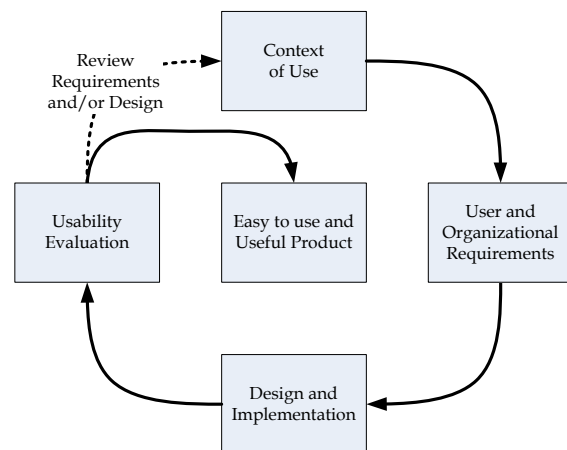 Context
of Use
Review
Requirements
and/or Design
Usability
Evaluation
Easy to use and
Useful Product
User and
Organizational
Requirements
Design and
Implementation